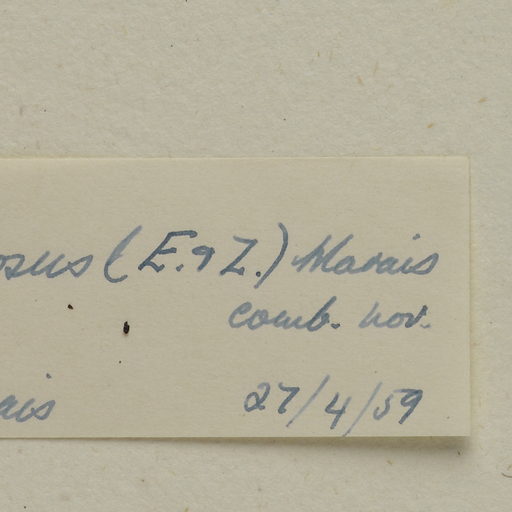 osus (E. & Z.) Marais
comb. nov.
ais 27/4/59